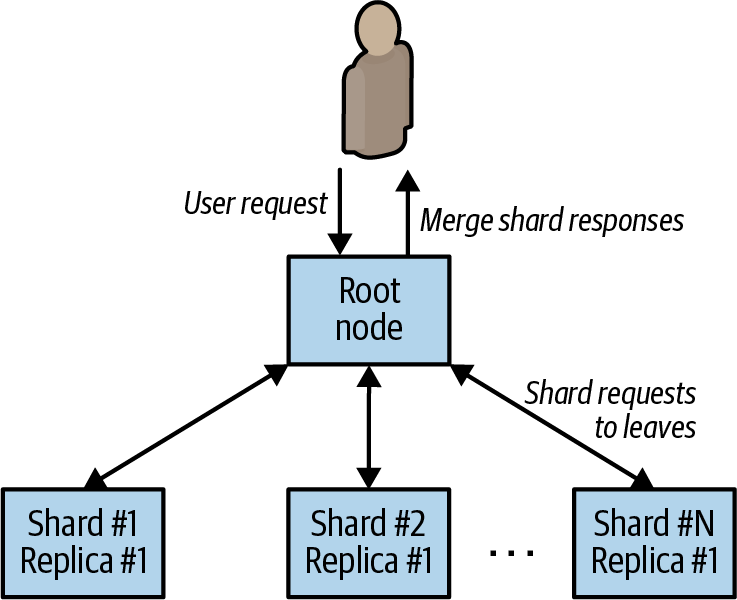 User request
Merge shard responses
Root
node
Shard requests
to leaves
Shard #1
Replica #1
Shard #2
Replica #1
...
Shard #N
Replica #1